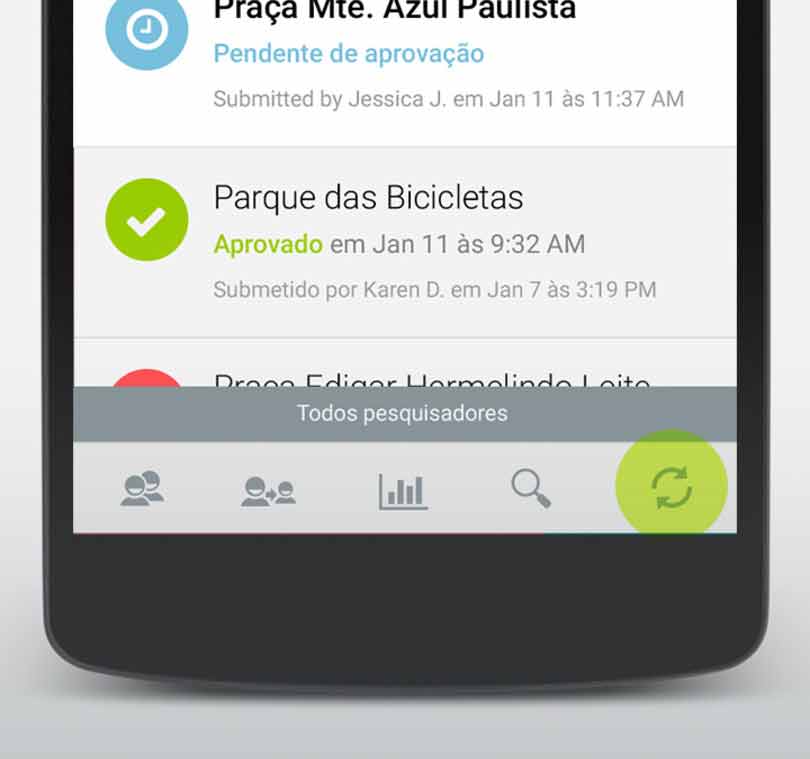 Praça Mte. Azul Paulista
Pendente de aprovação
Submitted by Jessica J. em Jan 11 às 11:37 AM
Parque das Bicicletas
Aprovado em Jan 11 às 9:32 AM
Submetido por Karen D. em Jan 7 às 3:19 PM
Praça Edigar Hermelindo Leite
Todos pesquisadores